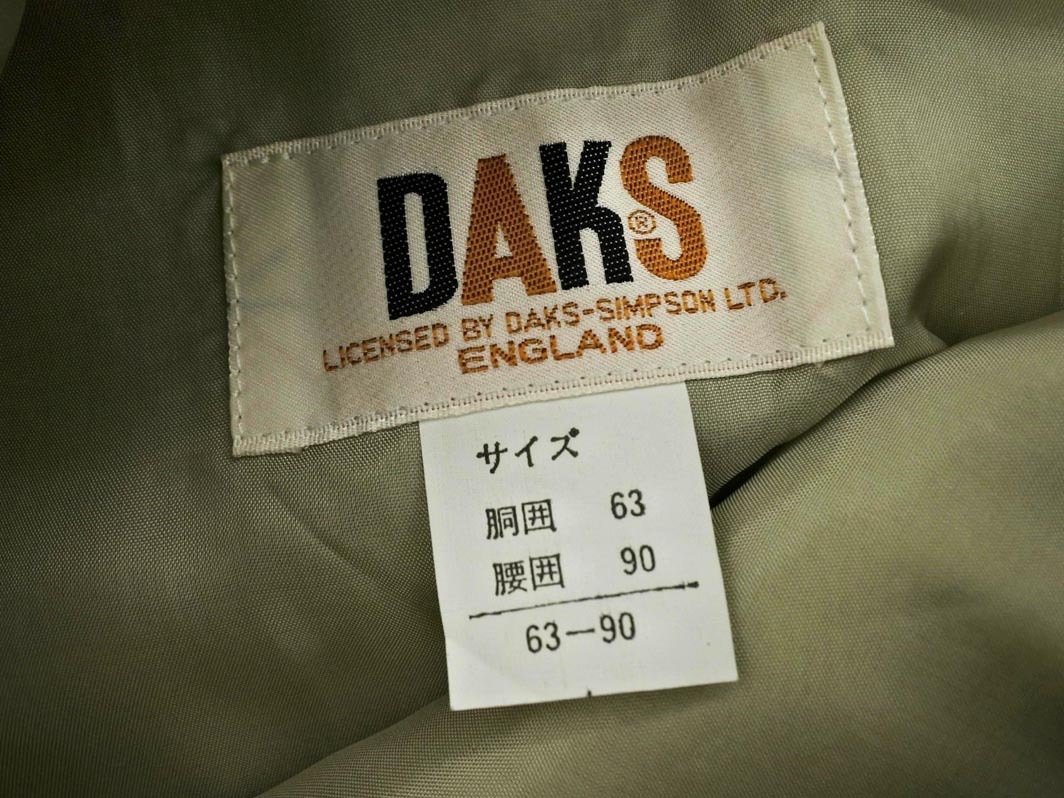 DAKS®
LICENSED BY DAKS-SIMPSON LTD.
ENGLAND
サイズ
胴囲 63
腰囲 90
63-90